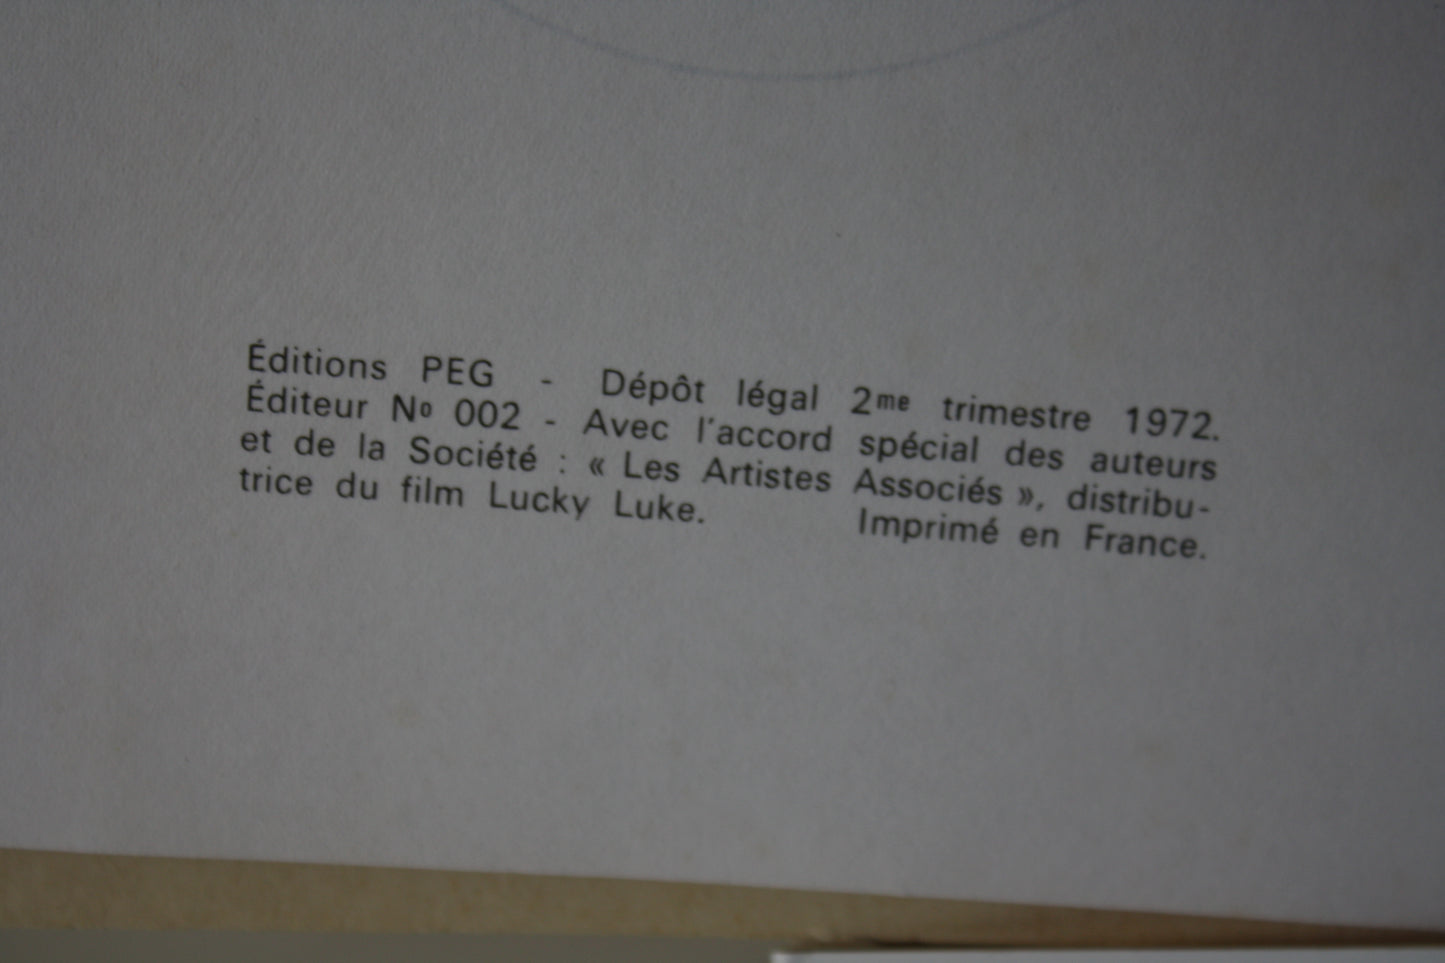 Éditions PEG - Dépôt légal 2me trimestre 1972.
Éditeur Nº 002 - Avec l'accord spécial des auteurs
et de la Société : « Les Artistes Associés », distribu-
trice du film Lucky Luke. Imprimé en France.